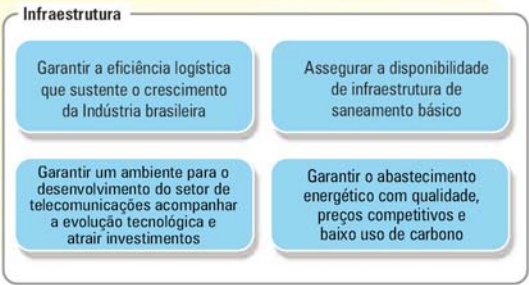 Infraestrutura
Garantir a eficiência logística
que sustente o crescimento
da Indústria brasileira
Assegurar a disponibilidade
de infraestrutura de
saneamento básico
Garantir um ambiente para o
desenvolvimento do setor de
telecomunicações acompanhar
a evolução tecnológica e
atrair investimentos
Garantir o abastecimento
energético com qualidade,
preços competitivos e
baixo uso de carbono